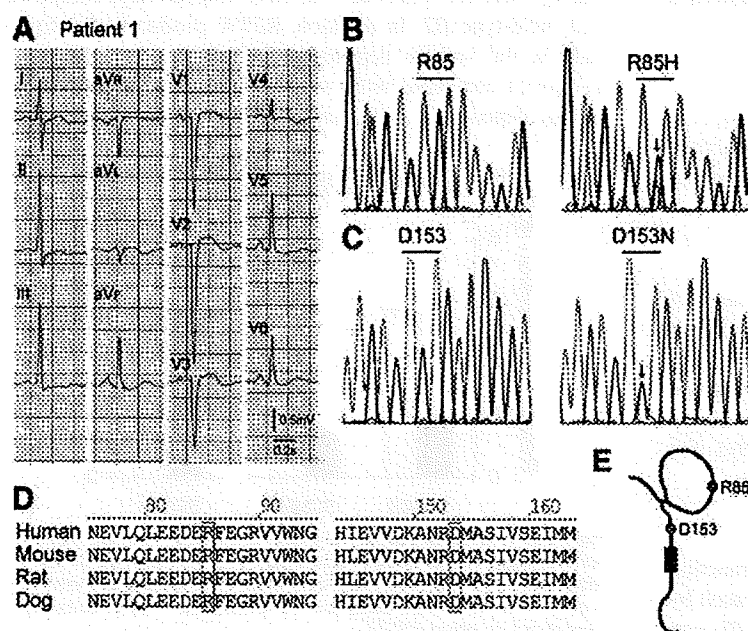 A Patient 1
I aVR V1 V4
II aVL V2 V5
III aVF V3 V6
0.5mV
0.2s
B
R85 R85H
C
D153 D153N
D
80 90 150 160
Human NEVLQLEEDERFEGRVVWNG HIEVVDKANRDMASIVSEIMM
Mouse NEVLQLEEDERFEGRVVWNG HLEVVDKANRDMASIVSEIMM
Rat NEVLQLEEDERFEGRVVWNG HLEVVDKANRDMASIVSEIMM
Dog NEVLQLEEDERFEGRVVWNG HIEVVDKANRDMASIVSEIMM
E
R85
D153